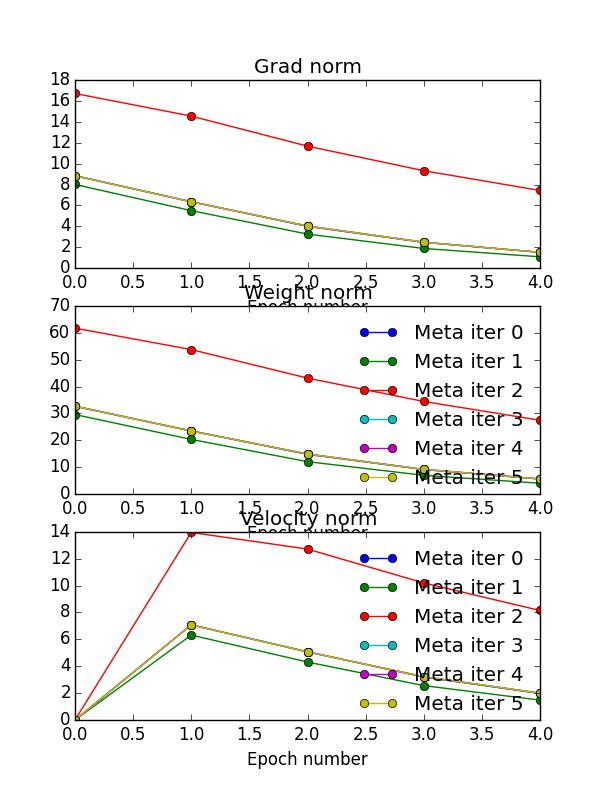 Grad norm
18
16
14
12
10
8
6
4
2
0
0.0 0.5 1.0 1.5 2.0 2.5 3.0 3.5 4.0
Epoch number
Weight norm
70
60
50
40
30
20
10
0
Meta iter 0
Meta iter 1
Meta iter 2
Meta iter 3
Meta iter 4
Meta iter 5
0.0 0.5 1.0 1.5 2.0 2.5 3.0 3.5 4.0
Epoch number
Velocity norm
14
12
10
8
6
4
2
0
Meta iter 0
Meta iter 1
Meta iter 2
Meta iter 3
Meta iter 4
Meta iter 5
0.0 0.5 1.0 1.5 2.0 2.5 3.0 3.5 4.0
Epoch number